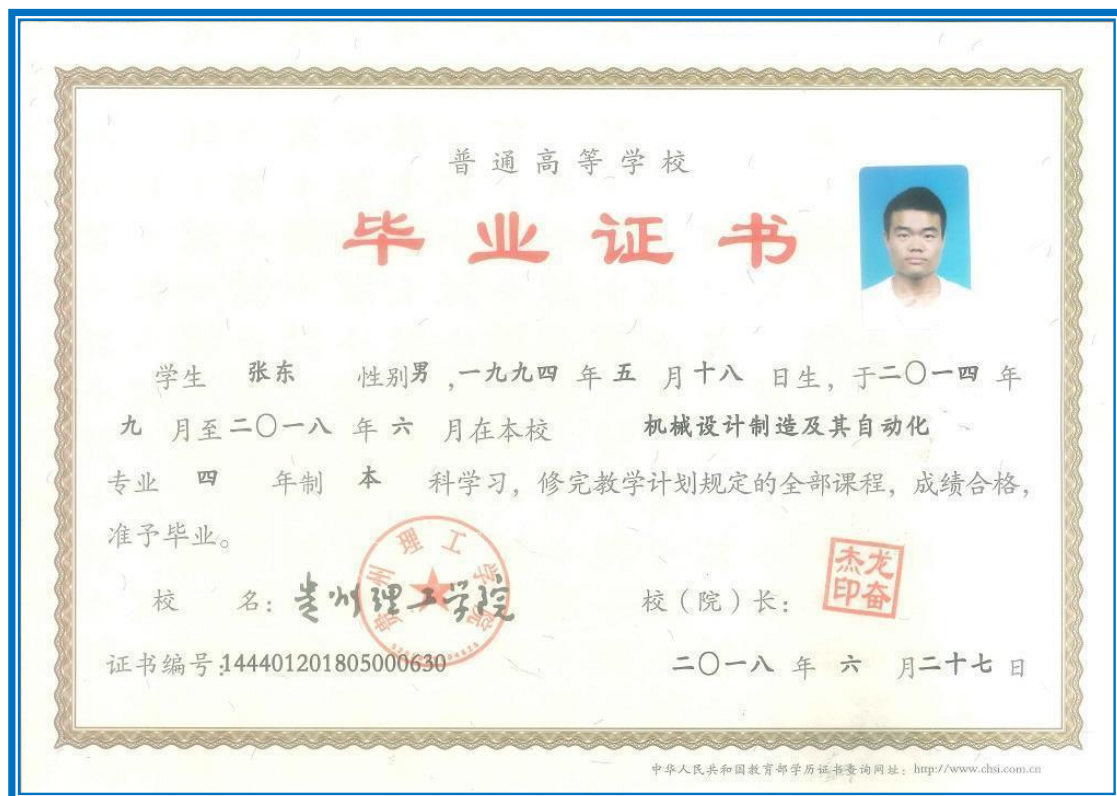 普通高等学校
毕业证书
学生 张东 性别男,一九九四 年 五 月十八 日生,于二〇一四 年
九 月至二〇一八 年 六 月在本校 机械设计制造及其自动化
专业 四 年制 本 科学习,修完教学计划规定的全部课程,成绩合格,
准予毕业。
校 名:贵州理工学院
贵州理工学院
校(院)长:
龙奋杰印
证书编号:144401201805000630
二〇一八 年 六 月二十七 日
中华人民共和国教育部学历证书查询网址:http://www.chsi.com.cn